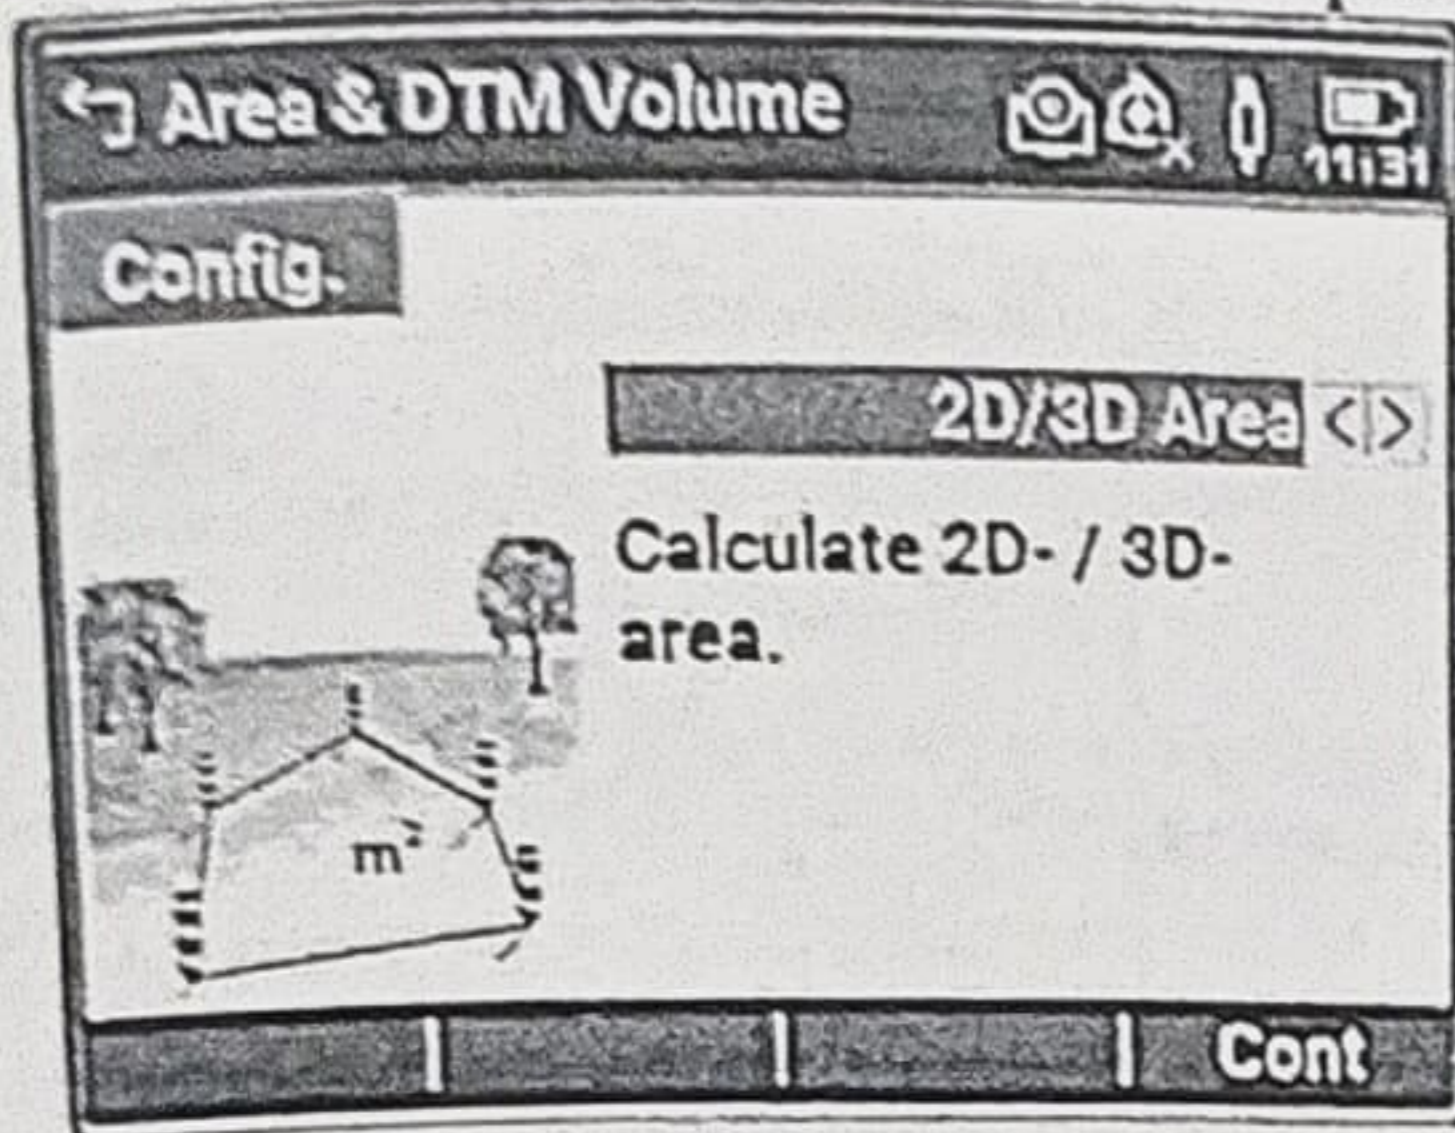 Area & DTM Volume
11:31
Config.
2D/3D Area
Calculate 2D- / 3D-
area.
m²
Cont